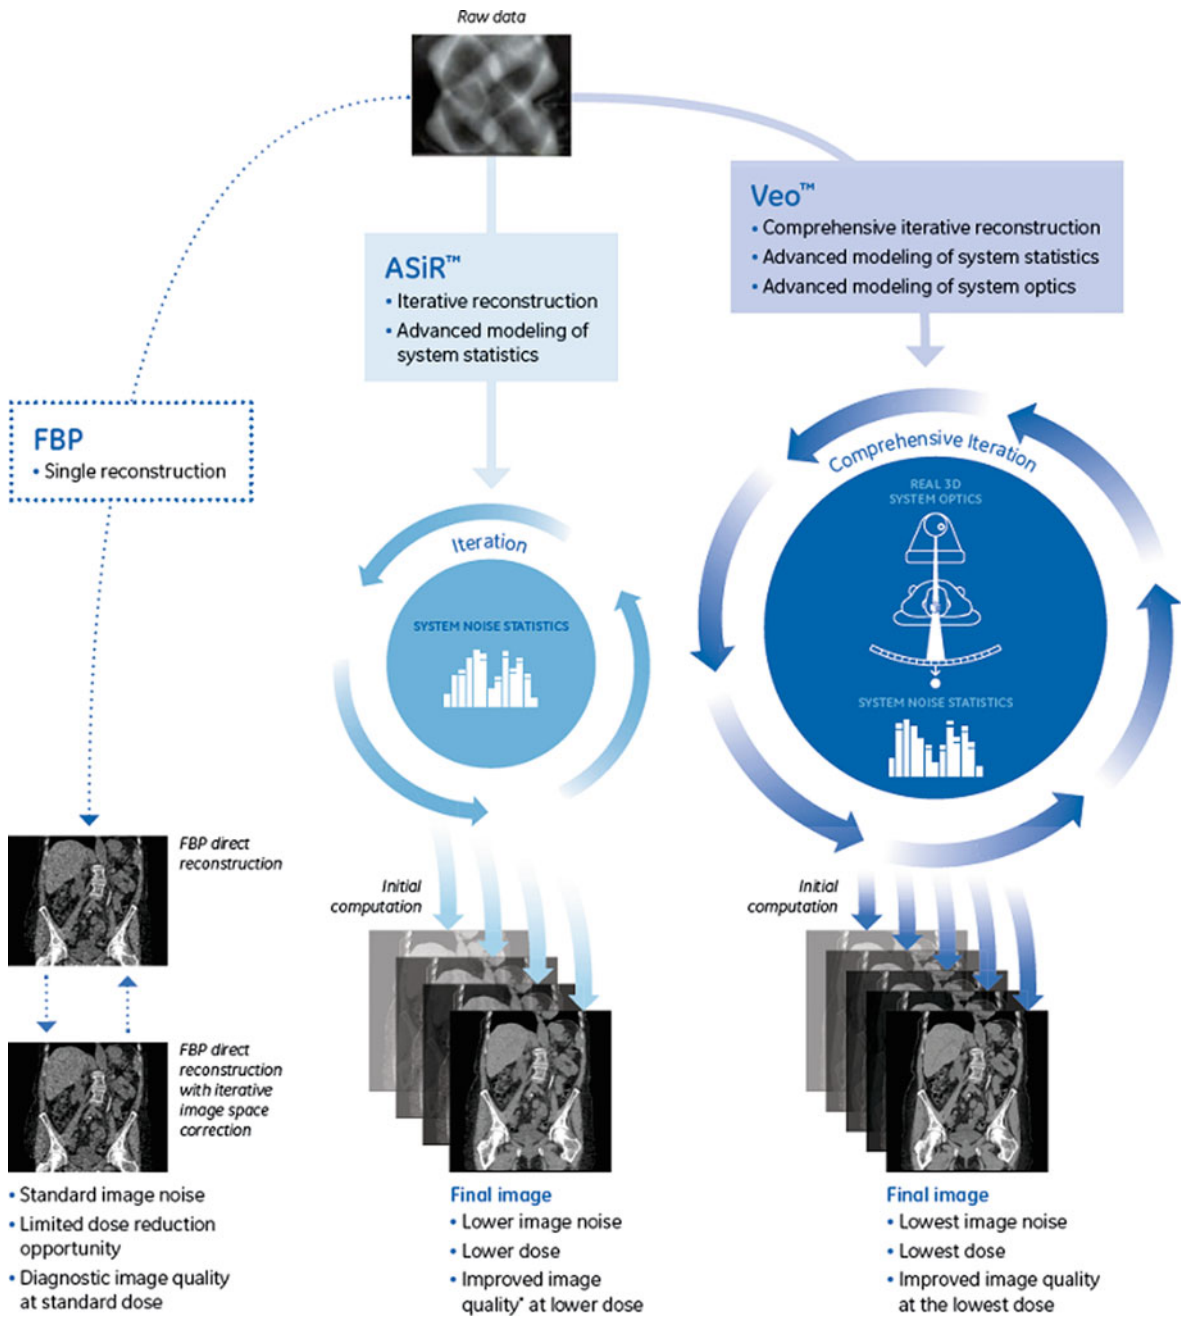 Raw data
Veo™
• Comprehensive iterative reconstruction
• Advanced modeling of system statistics
• Advanced modeling of system optics
ASiR™
• Iterative reconstruction
• Advanced modeling of
system statistics
FBP
• Single reconstruction
Comprehensive Iteration
REAL 3D
SYSTEM OPTICS
SYSTEM NOISE STATISTICS
Iteration
SYSTEM NOISE STATISTICS
FBP direct
reconstruction
FBP direct
reconstruction
with iterative
image space
correction
• Standard image noise
• Limited dose reduction
opportunity
• Diagnostic image quality
at standard dose
Initial
computation
Final image
• Lower image noise
• Lower dose
• Improved image
quality* at lower dose
Initial
computation
Final image
• Lowest image noise
• Lowest dose
• Improved image quality
at the lowest dose